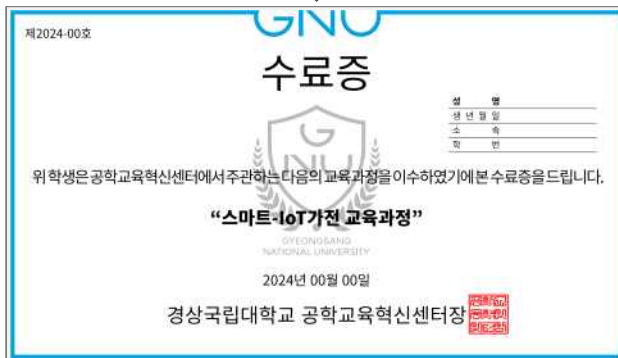 GNU
제2024-00호
수료증
성 명
생 년 월 일
소 속
학 번
GNU
위 학생은 공학교육혁신센터에서 주관하는 다음의 교육과정을 이수하였기에 본 수료증을 드립니다.
“스마트-IoT가전 교육과정”
GYEONGSANG
NATIONAL UNIVERSITY
2024년 00월 00일
경상국립대학교 공학교육혁신센터장